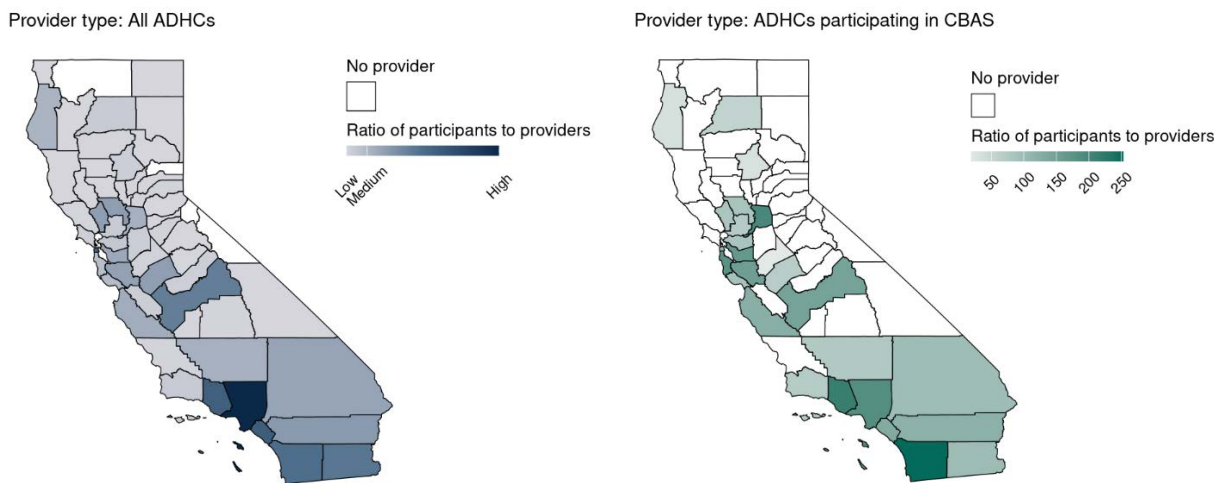 Provider type: All ADHCs
No provider
Ratio of participants to providers
Low
Medium
High
Provider type: ADHCs participating in CBAS
No provider
Ratio of participants to providers
50
100
150
200
250